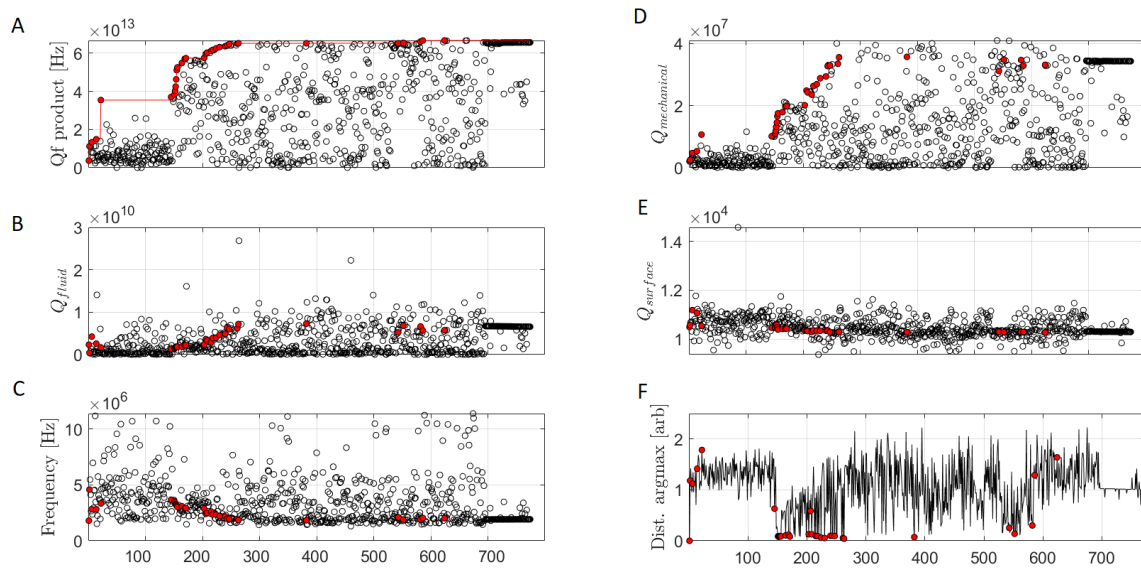 A
×10^13
Qf product [Hz]
6
4
2
0
B
×10^10
Q_fluid
3
2
1
0
C
×10^6
Frequency [Hz]
10
5
0
100 200 300 400 500 600 700
D
×10^7
Q_mechanical
4
2
0
E
×10^4
Q_surface
1.4
1.2
1
F
Dist. argmax [arb]
2
1
0
100 200 300 400 500 600 700